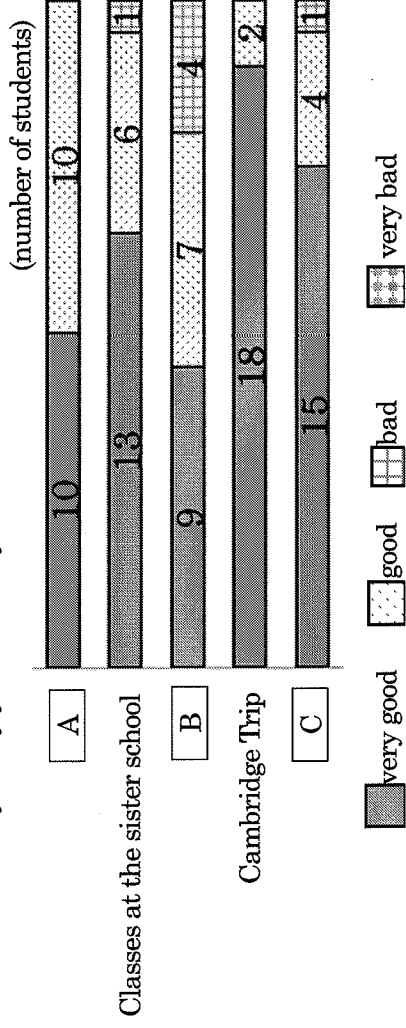 (number of students)
A 10 10
Classes at the sister school 13 6 1
B 9 7 4
Cambridge Trip 18 2
C 15 4 1
very good good bad very bad